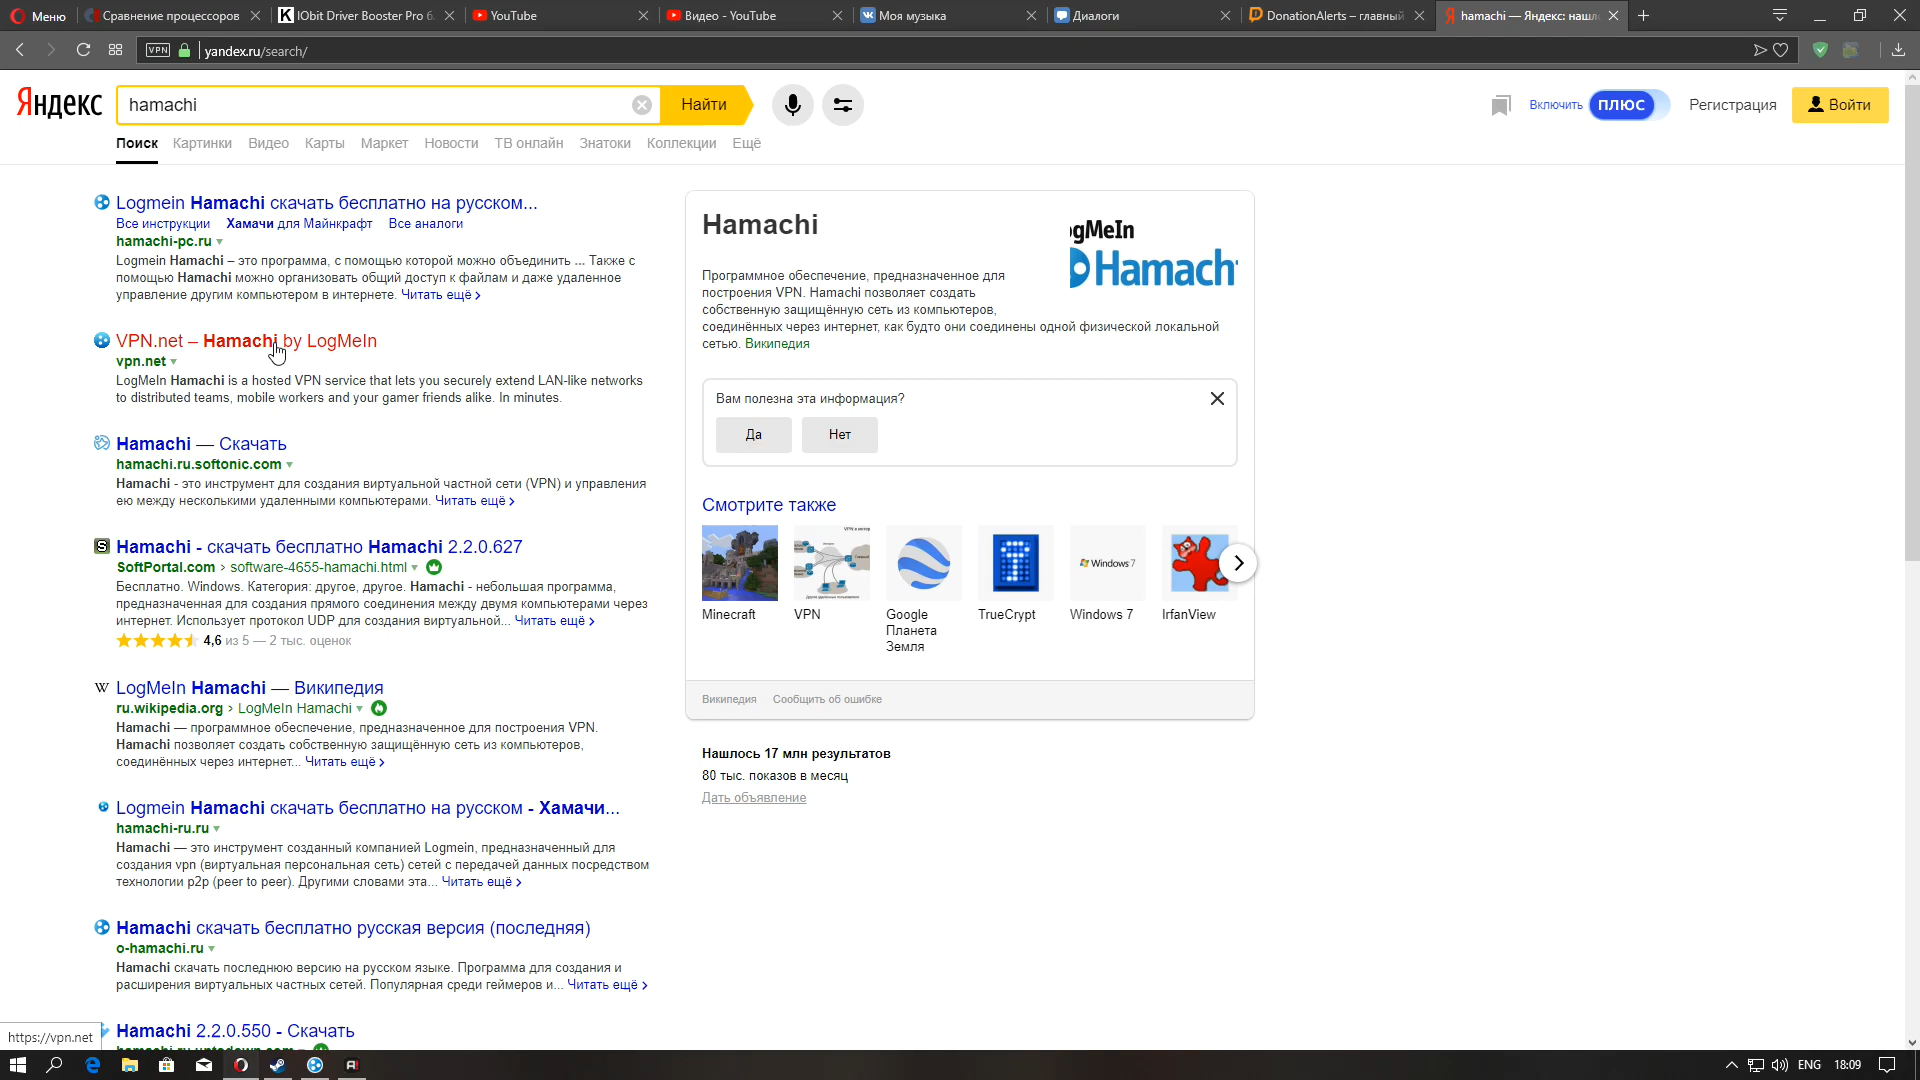 Меню
Сравнение процессоров
IObit Driver Booster Pro 6.
YouTube
Видео - YouTube
Моя музыка
Диалоги
DonationAlerts – главный
hamachi — Яндекс: нашл
VPN
yandex.ru/search/
Яндекс
hamachi
Найти
Включить ПЛЮС
Регистрация
Войти
Поиск Картинки Видео Карты Маркет Новости ТВ онлайн Знатоки Коллекции Ещё
Logmein Hamachi скачать бесплатно на русском...
Все инструкции Хамачи для Майнкрафт Все аналоги
hamachi-pc.ru
Logmein Hamachi – это программа, с помощью которой можно объединить ... Также с
помощью Hamachi можно организовать общий доступ к файлам и даже удаленное
управление другим компьютером в интернете. Читать ещё >
VPN.net – Hamachi by LogMeIn
vpn.net
LogMeIn Hamachi is a hosted VPN service that lets you securely extend LAN-like networks
to distributed teams, mobile workers and your gamer friends alike. In minutes.
Hamachi — Скачать
hamachi.ru.softonic.com
Hamachi - это инструмент для создания виртуальной частной сети (VPN) и управления
ею между несколькими удаленными компьютерами. Читать ещё >
Hamachi - скачать бесплатно Hamachi 2.2.0.627
SoftPortal.com > software-4655-hamachi.html
Бесплатно. Windows. Категория: другое, другое. Hamachi - небольшая программа,
предназначенная для создания прямого соединения между двумя компьютерами через
интернет. Использует протокол UDP для создания виртуальной... Читать ещё >
4,6 из 5 — 2 тыс. оценок
W LogMeIn Hamachi — Википедия
ru.wikipedia.org > LogMeIn Hamachi
Hamachi — программное обеспечение, предназначенное для построения VPN.
Hamachi позволяет создать собственную защищённую сеть из компьютеров,
соединённых через интернет... Читать ещё >
Logmein Hamachi скачать бесплатно на русском - Хамачи...
hamachi-ru.ru
Hamachi — это инструмент созданный компанией Logmein, предназначенный для
создания vpn (виртуальная персональная сеть) сетей с передачей данных посредством
технологии p2p (peer to peer). Другими словами эта... Читать ещё >
Hamachi скачать бесплатно русская версия (последняя)
o-hamachi.ru
Hamachi скачать последнюю версию на русском языке. Программа для создания и
расширения виртуальных частных сетей. Популярная среди геймеров и... Читать ещё >
Hamachi 2.2.0.550 - Скачать
Hamachi
ogMeIn
Hamach
Программное обеспечение, предназначенное для
построения VPN. Hamachi позволяет создать
собственную защищённую сеть из компьютеров,
соединённых через интернет, как будто они соединены одной физической локальной
сетью. Википедия
Вам полезна эта информация?
Да
Нет
Смотрите также
Windows 7
Minecraft
VPN
Google
Планета
Земля
TrueCrypt
Windows 7
IrfanView
Википедия Сообщить об ошибке
Нашлось 17 млн результатов
80 тыс. показов в месяц
Дать объявление
https://vpn.net
ENG
18:09